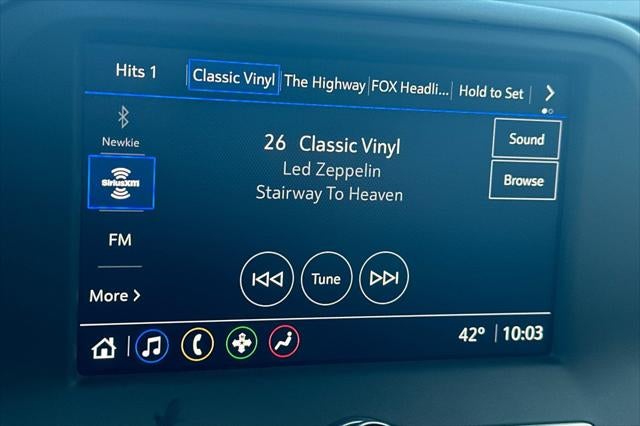 Hits 1 Classic Vinyl The Highway FOX Headli... Hold to Set
Newkie
SiriusXM
FM
More
26 Classic Vinyl
Led Zeppelin
Stairway To Heaven
Tune
Sound
Browse
42° 10:03